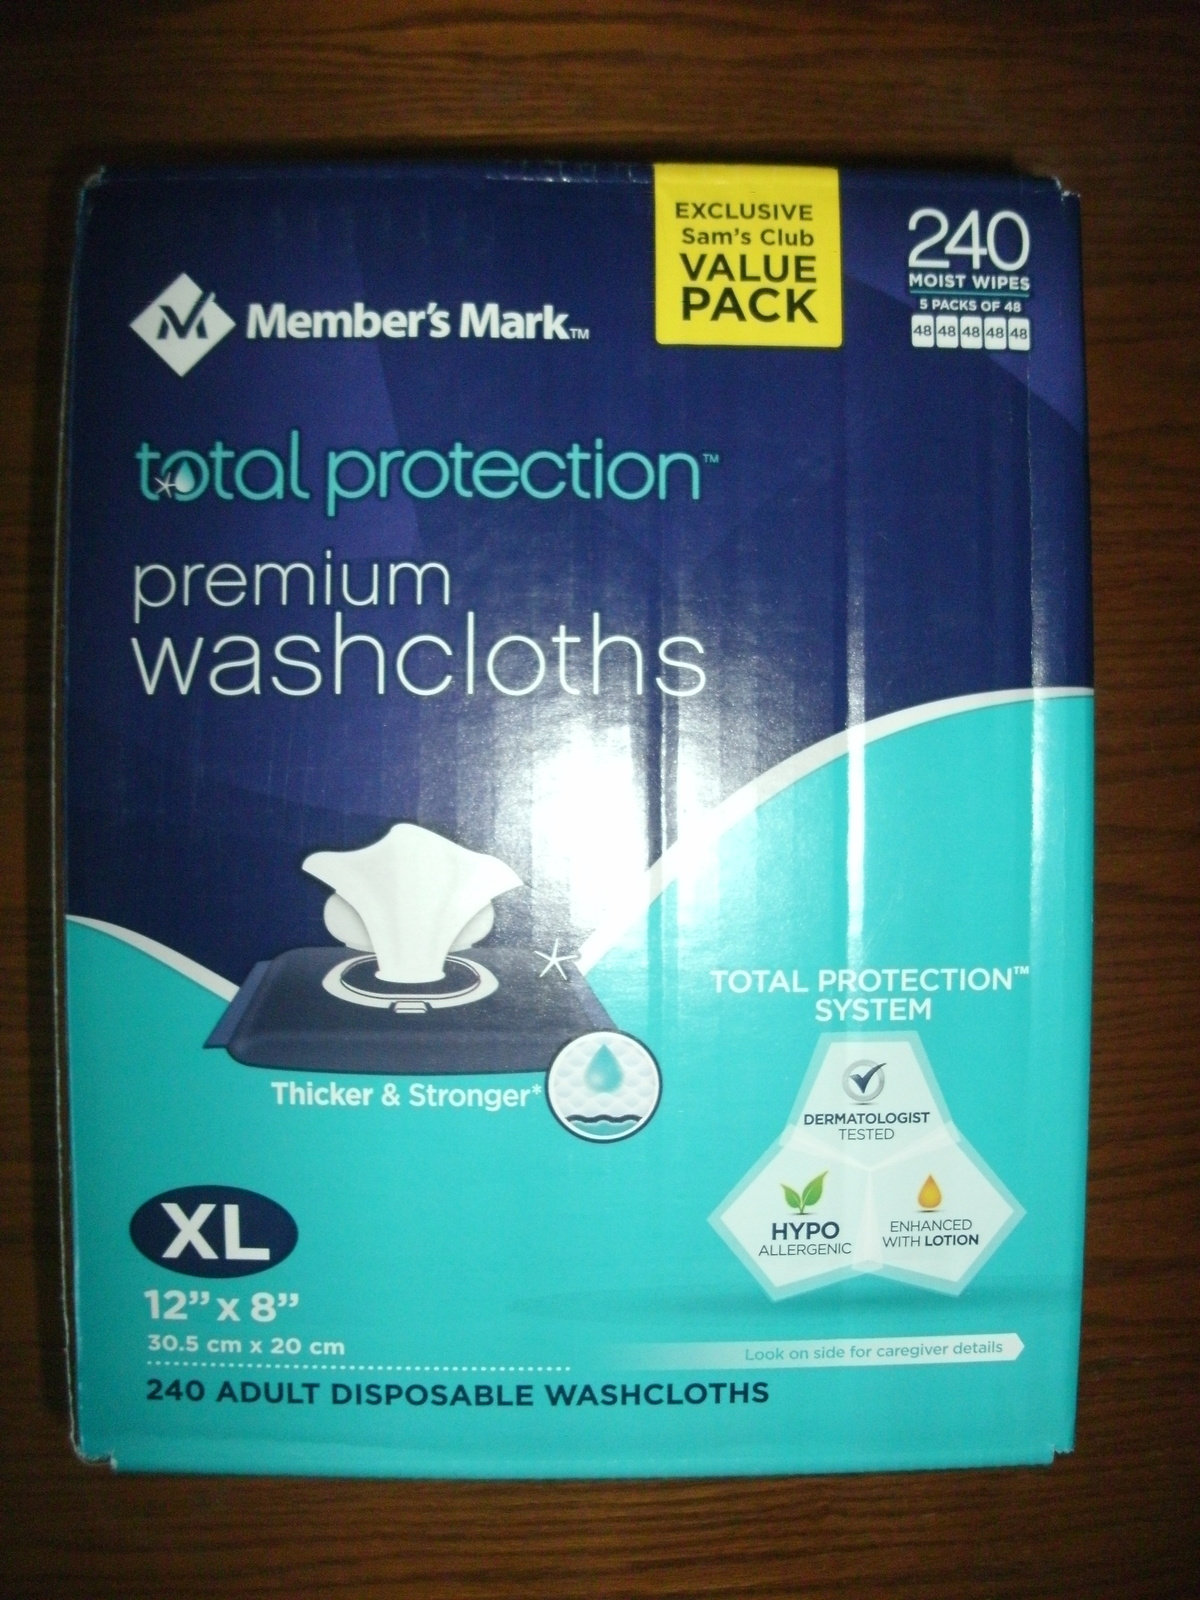 EXCLUSIVE
Sam's Club
VALUE
PACK
240
MOIST WIPES
5 PACKS OF 48
48 48 48 48 48
M
Member's Mark™
total protection™
premium
washcloths
Thicker & Stronger*
TOTAL PROTECTION™
SYSTEM
DERMATOLOGIST
TESTED
HYPO
ALLERGENIC
ENHANCED
WITH LOTION
XL
12” x 8”
30.5 cm x 20 cm
Look on side for caregiver details
240 ADULT DISPOSABLE WASHCLOTHS